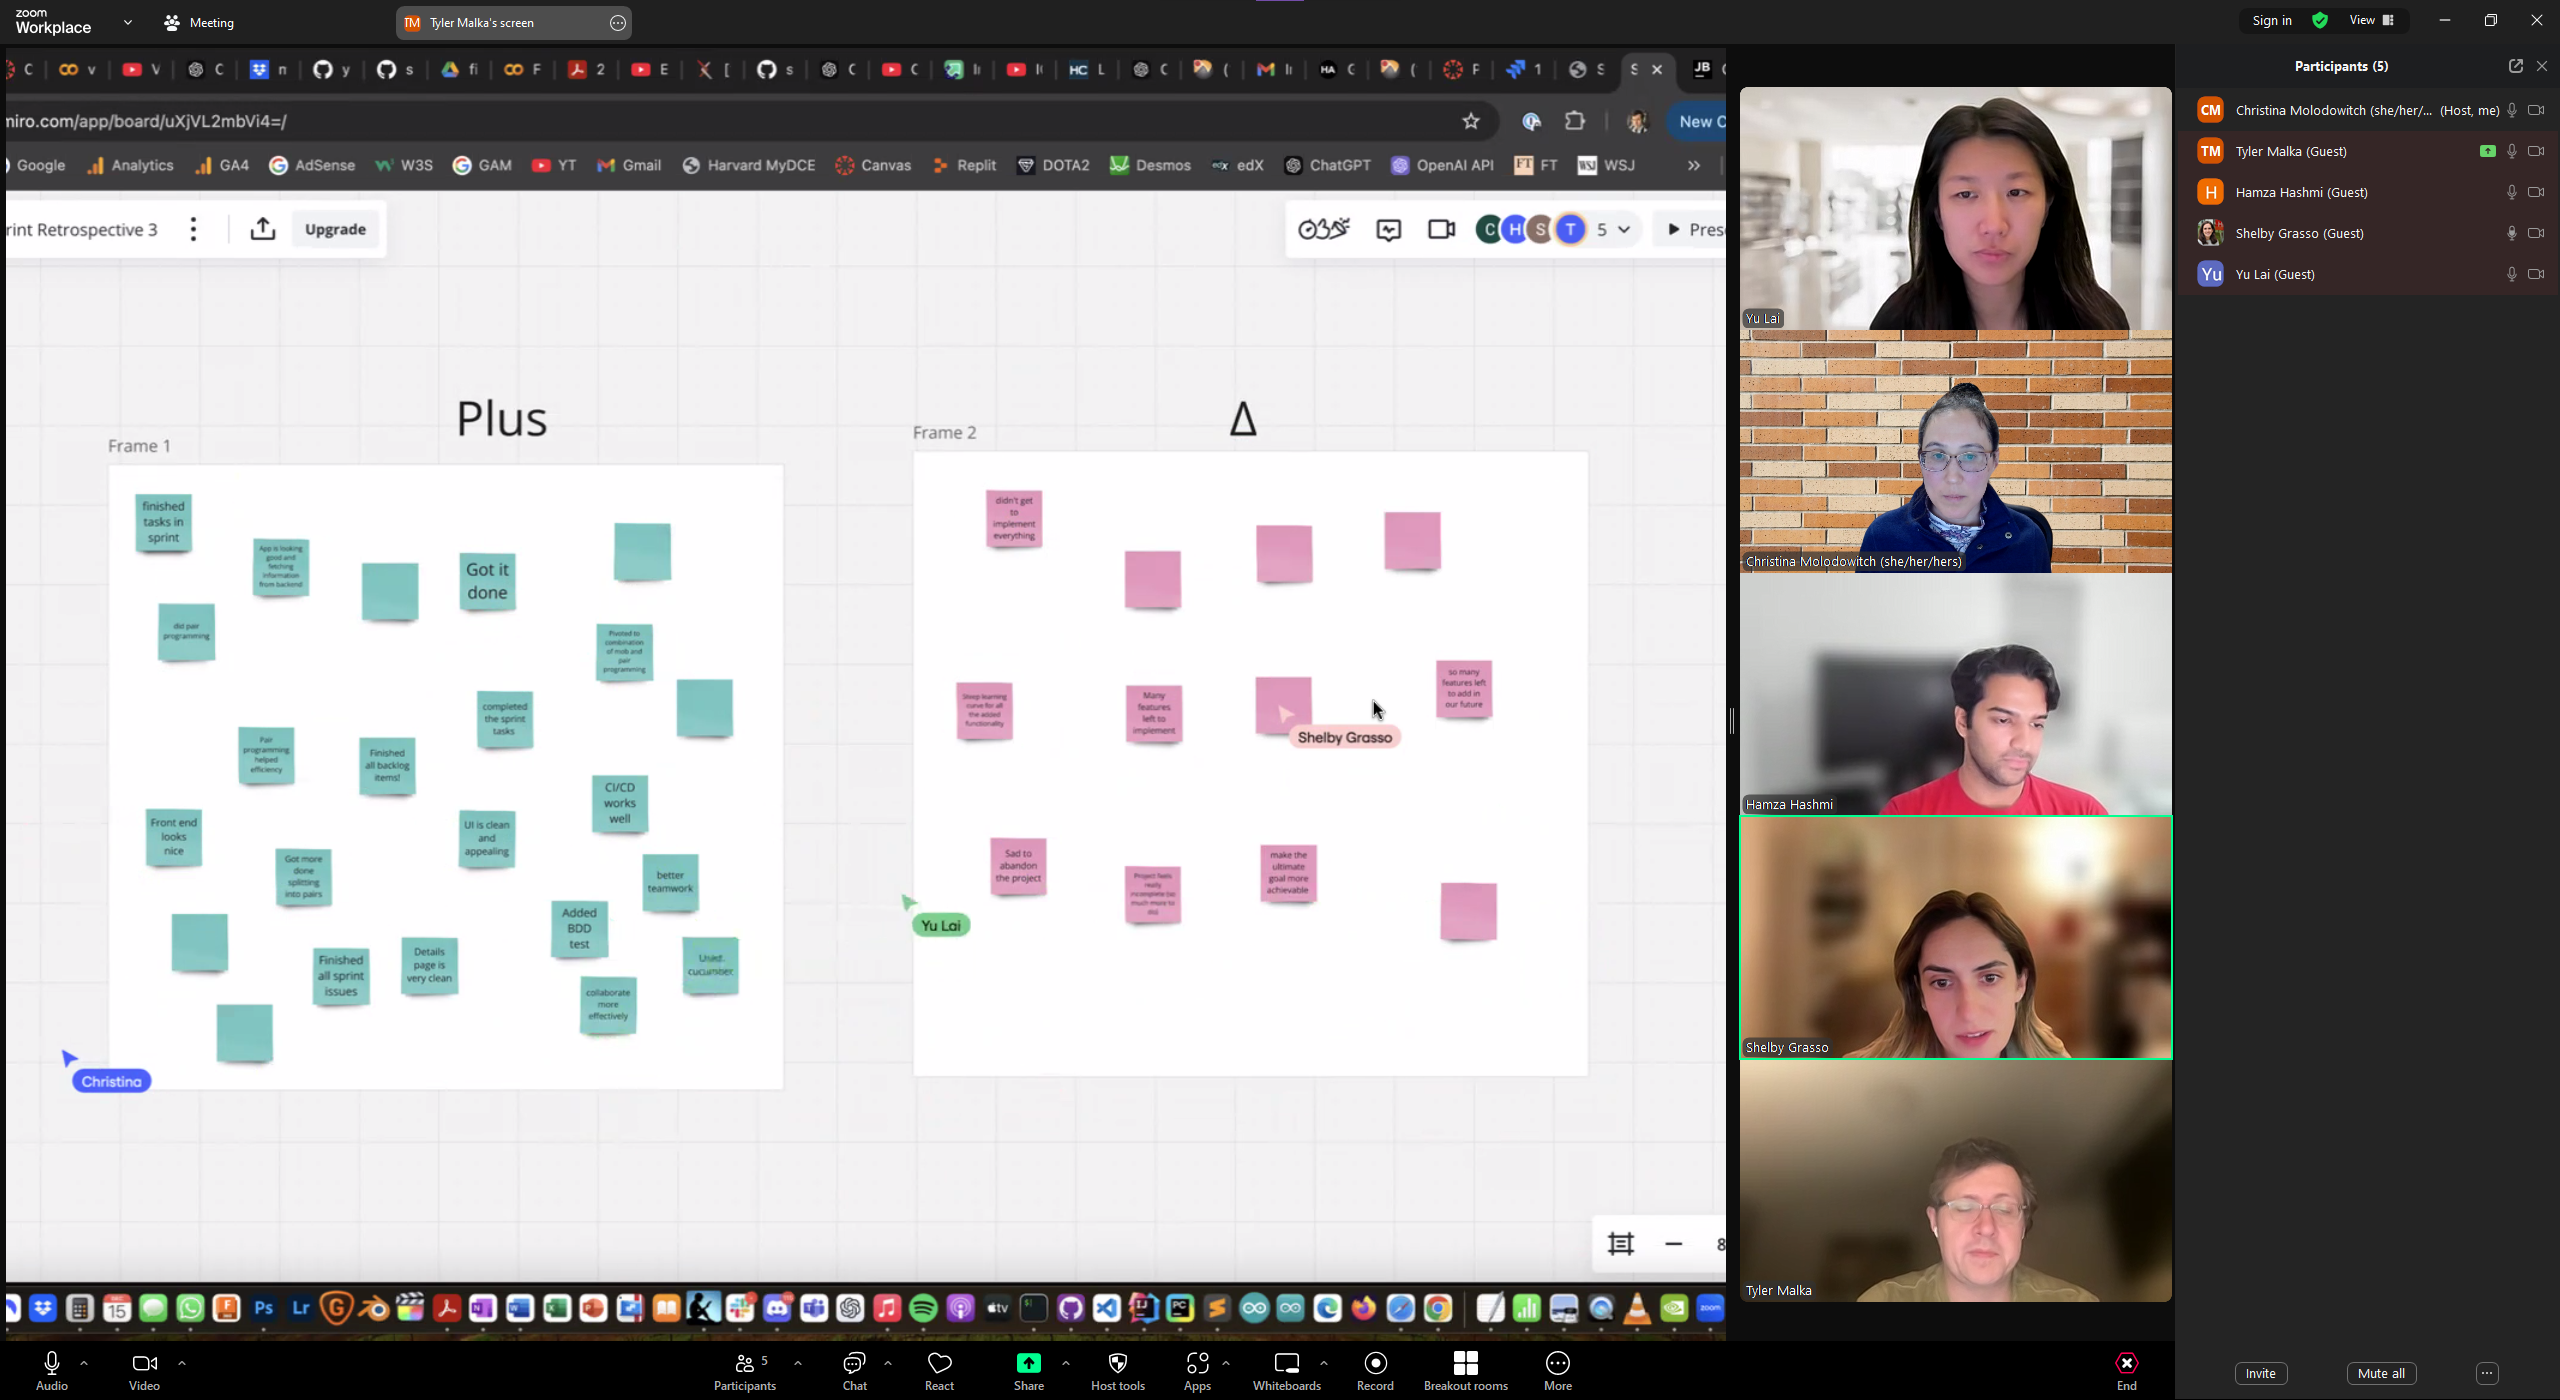 zoom
Workplace
Meeting
TM Tyler Malka's screen
Sign in
View
miro.com/app/board/uXjVL2mbVi4=/
New C
Google Analytics GA4 AdSense W3S GAM YT Gmail Harvard MyDCE Canvas Replit DOTA2 Desmos edX ChatGPT OpenAI API FT WSJ
rint Retrospective 3
Upgrade
C H S T 5
Pres
Plus
Frame 1
finished
tasks in
sprint
App is looking
good and
fetching
information
from backend
Got it
done
did pair
programming
Pivoted to
combination
of mob and
pair
programming
completed
the sprint
tasks
Pair
programming
helped
efficiency
Finished
all backlog
items!
CI/CD
works
well
Front end
looks
nice
UI is clean
and
appealing
Got more
done
splitting
into pairs
better
teamwork
Added
BDD
test
Finished
all sprint
issues
Details
page is
very clean
Used
cucumber
collaborate
more
effectively
Christina
Δ
Frame 2
didn't get
to
implement
everything
Steep learning
curve for all
the added
functionality
Many
features
left to
implement
Shelby Grasso
so many
features left
to add in
our future
Sad to
abandon
the project
Project feels
really
incomplete (so
much more to
do)
make the
ultimate
goal more
achievable
Yu Lai
8
Yu Lai
Christina Molodowitch (she/her/hers)
Hamza Hashmi
Shelby Grasso
Tyler Malka
Participants (5)
CM Christina Molodowitch (she/her/... (Host, me)
TM Tyler Malka (Guest)
H Hamza Hashmi (Guest)
Shelby Grasso (Guest)
Yu Yu Lai (Guest)
Audio
Video
Participants 5
Chat
React
Share
Host tools
Apps
Whiteboards
Record
Breakout rooms
More
End
Invite
Mute all